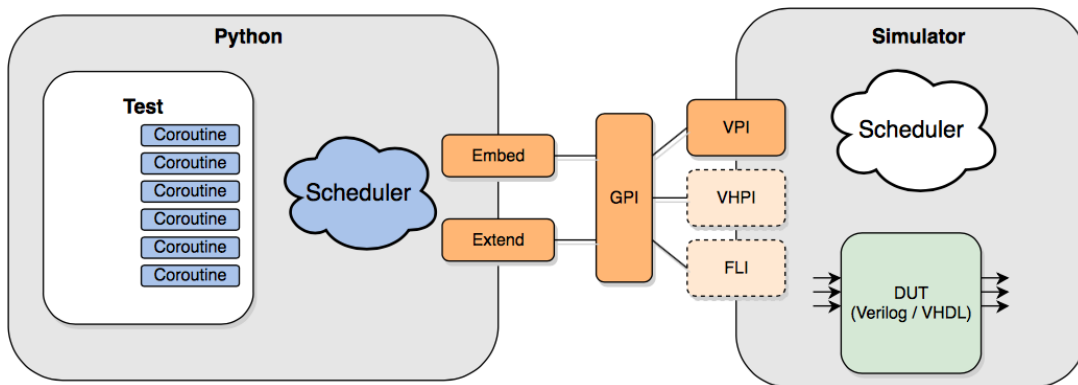 Python
Simulator
Test
Coroutine
Coroutine
Coroutine
Coroutine
Coroutine
Coroutine
Scheduler
Embed
Extend
GPI
VPI
VHPI
FLI
Scheduler
DUT
(Verilog / VHDL)